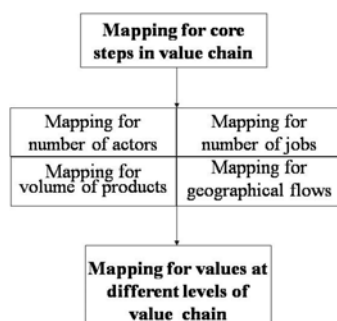 Mapping for core
steps in value chain
Mapping for
number of actors
Mapping for
number of jobs
Mapping for
volume of products
Mapping for
geographical flows
Mapping for values at
different levels of
value chain